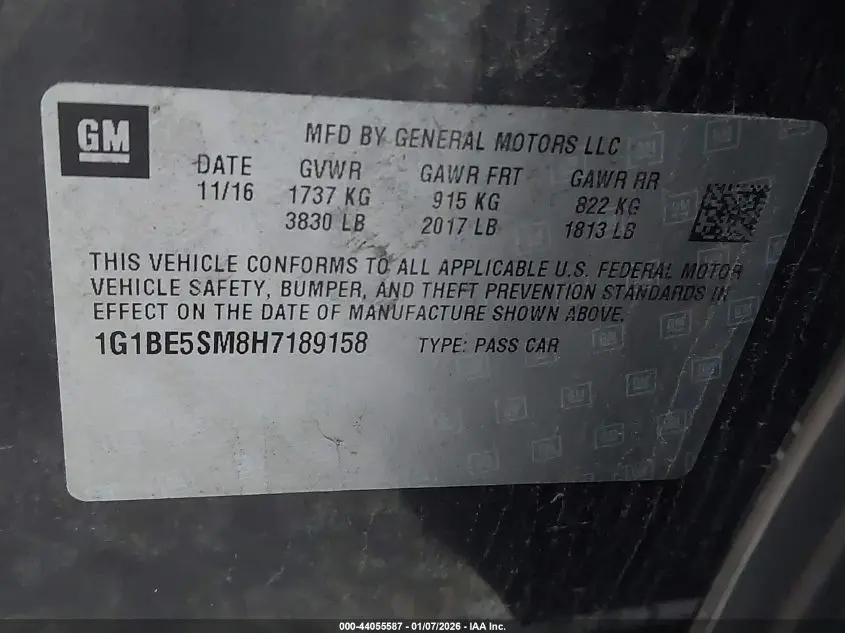 GM
MFD BY GENERAL MOTORS LLC
DATE GVWR GAWR FRT GAWR RR
11/16 1737 KG 915 KG 822 KG
3830 LB 2017 LB 1813 LB
THIS VEHICLE CONFORMS TO ALL APPLICABLE U.S. FEDERAL MOTOR
VEHICLE SAFETY, BUMPER, AND THEFT PREVENTION STANDARDS IN
EFFECT ON THE DATE OF MANUFACTURE SHOWN ABOVE.
1G1BE5SM8H7189158 TYPE: PASS CAR
000-44055587 - 01/07/2026 - IAA Inc.